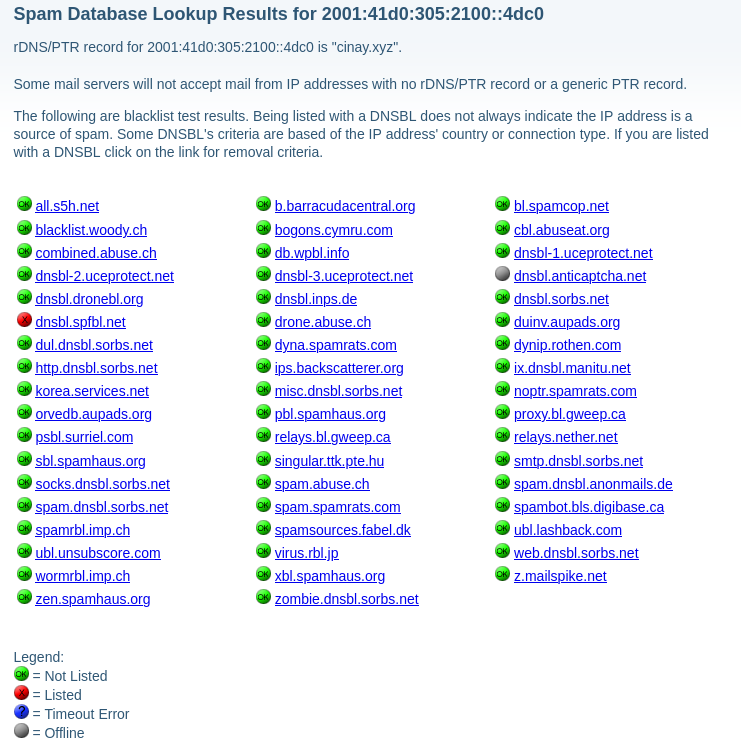 Spam Database Lookup Results for 2001:41d0:305:2100::4dc0
rDNS/PTR record for 2001:41d0:305:2100::4dc0 is "cinay.xyz".
Some mail servers will not accept mail from IP addresses with no rDNS/PTR record or a generic PTR record.
The following are blacklist test results. Being listed with a DNSBL does not always indicate the IP address is a
source of spam. Some DNSBL's criteria are based of the IP address' country or connection type. If you are listed
with a DNSBL click on the link for removal criteria.
OK all.s5h.net OK b.barracudacentral.org OK bl.spamcop.net
OK blacklist.woody.ch OK bogons.cymru.com OK cbl.abuseat.org
OK combined.abuse.ch OK db.wpbl.info OK dnsbl-1.uceprotect.net
OK dnsbl-2.uceprotect.net OK dnsbl-3.uceprotect.net dnsbl.anticaptcha.net
OK dnsbl.dronebl.org OK dnsbl.inps.de OK dnsbl.sorbs.net
X dnsbl.spfbl.net OK drone.abuse.ch OK duinv.aupads.org
OK dul.dnsbl.sorbs.net OK dyna.spamrats.com OK dynip.rothen.com
OK http.dnsbl.sorbs.net OK ips.backscatterer.org OK ix.dnsbl.manitu.net
OK korea.services.net OK misc.dnsbl.sorbs.net OK noptr.spamrats.com
OK orvedb.aupads.org OK pbl.spamhaus.org OK proxy.bl.gweep.ca
OK psbl.surriel.com OK relays.bl.gweep.ca OK relays.nether.net
OK sbl.spamhaus.org OK singular.ttk.pte.hu OK smtp.dnsbl.sorbs.net
OK socks.dnsbl.sorbs.net OK spam.abuse.ch OK spam.dnsbl.anonmails.de
OK spam.dnsbl.sorbs.net OK spam.spamrats.com OK spambot.bls.digibase.ca
OK spamrbl.imp.ch OK spamsources.fabel.dk OK ubl.lashback.com
OK ubl.unsubscore.com OK virus.rbl.jp OK web.dnsbl.sorbs.net
OK wormrbl.imp.ch OK xbl.spamhaus.org OK z.mailspike.net
OK zen.spamhaus.org OK zombie.dnsbl.sorbs.net
Legend:
OK = Not Listed
X = Listed
? = Timeout Error
= Offline